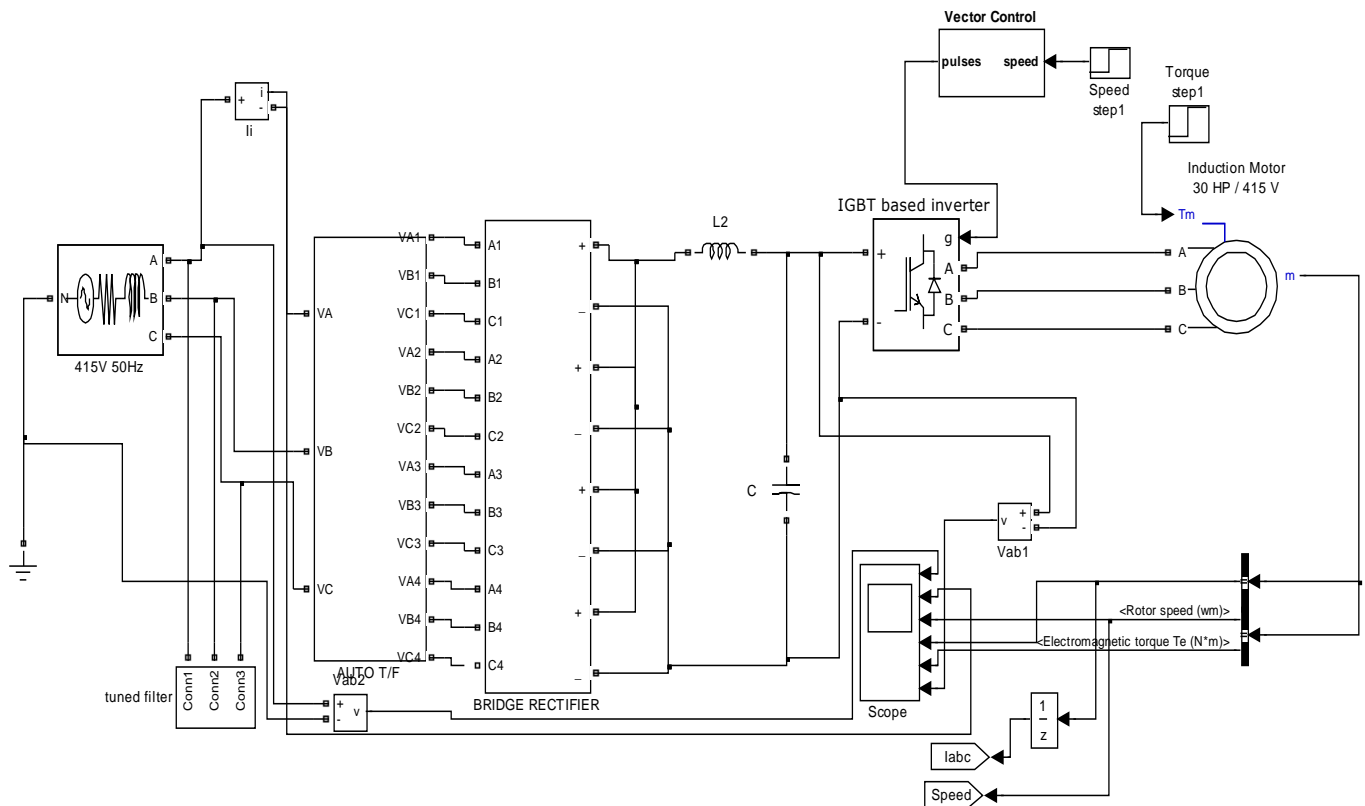 Vector Control
pulses speed
Speed
step1
Torque
step1
Induction Motor
30 HP / 415 V
i
+
-
Ii
IGBT based inverter
L2
g
+
-
A
B
C
Tm
A
B
C
m
N
A
B
C
415V 50Hz
VA
VB
VC
VA1
VB1
VC1
VA2
VB2
VC2
VA3
VB3
VC3
VA4
VB4
VC4
AUTO T/F
A1
B1
C1
A2
B2
C2
A3
B3
C3
A4
B4
C4
+
_
+
_
+
_
+
_
BRIDGE RECTIFIER
C
v
+
-
Vab1
<Rotor speed (wm)>
<Electromagnetic torque Te (N*m)>
Scope
tuned filter
Conn1
Conn2
Conn3
Vab2
+
-
v
1
z
Iabc
Speed